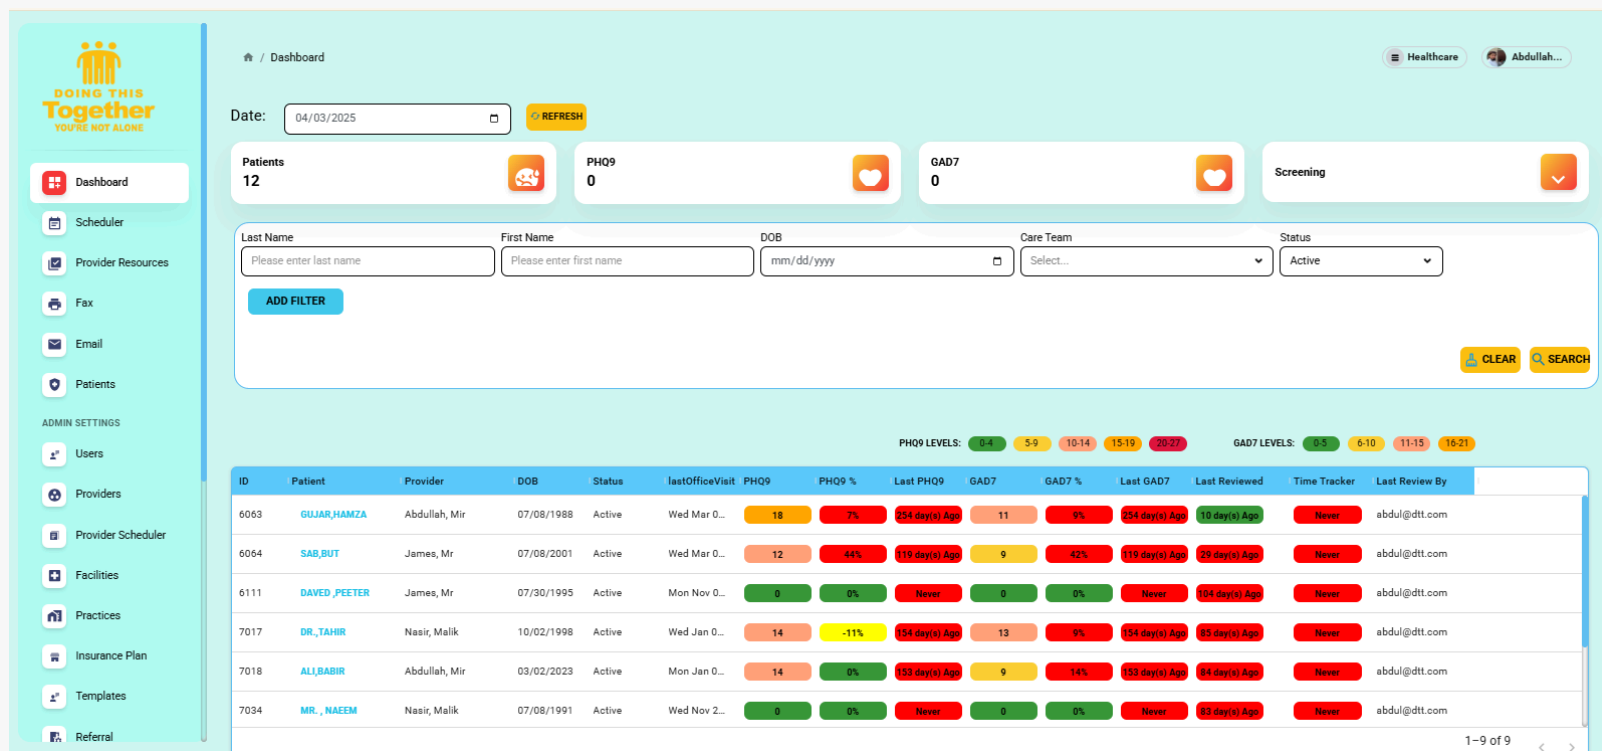 DOING THIS
Together
YOU'RE NOT ALONE
Dashboard
Scheduler
Provider Resources
Fax
Email
Patients
ADMIN SETTINGS
Users
Providers
Provider Scheduler
Facilities
Practices
Insurance Plan
Templates
Referral
/ Dashboard
Healthcare
Abdullah...
Date:
04/03/2025
REFRESH
Patients
12
PHQ9
0
GAD7
0
Screening
Last Name
First Name
DOB
Care Team
Status
Please enter last name
Please enter first name
mm/dd/yyyy
Select...
Active
ADD FILTER
CLEAR
SEARCH
PHQ9 LEVELS: 0-4 5-9 10-14 15-19 20-27
GAD7 LEVELS: 0-5 6-10 11-15 16-21
ID Patient Provider DOB Status lastOfficeVisit PHQ9 PHQ9 % Last PHQ9 GAD7 GAD7 % Last GAD7 Last Reviewed Time Tracker Last Review By
6063 GUJAR,HAMZA Abdullah, Mir 07/08/1988 Active Wed Mar 0... 18 7% 254 day(s) Ago 11 9% 254 day(s) Ago 10 day(s) Ago Never abdul@dtt.com
6064 SAB,BUT James, Mr 07/08/2001 Active Wed Mar 0... 12 44% 119 day(s) Ago 9 42% 119 day(s) Ago 29 day(s) Ago Never abdul@dtt.com
6111 DAVED ,PEETER James, Mr 07/30/1995 Active Mon Nov 0... 0 0% Never 0 0% Never 104 day(s) Ago Never abdul@dtt.com
7017 DR.,TAHIR Nasir, Malik 10/02/1998 Active Wed Jan 0... 14 -11% 154 day(s) Ago 13 9% 154 day(s) Ago 85 day(s) Ago Never abdul@dtt.com
7018 ALI,BABIR Abdullah, Mir 03/02/2023 Active Mon Jan 0... 14 0% 153 day(s) Ago 9 14% 153 day(s) Ago 84 day(s) Ago Never abdul@dtt.com
7034 MR. , NAEEM Nasir, Malik 07/08/1991 Active Wed Nov 2... 0 0% Never 0 0% Never 83 day(s) Ago Never abdul@dtt.com
1–9 of 9